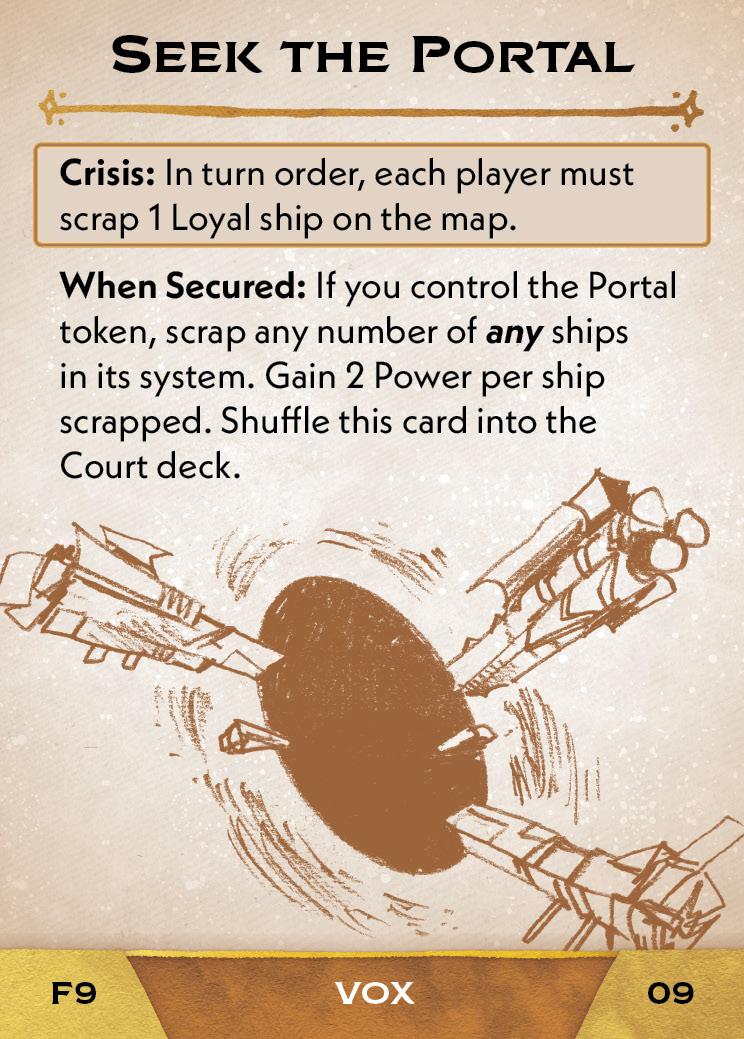 SEEK THE PORTAL
Crisis: In turn order, each player must
scrap 1 Loyal ship on the map.
When Secured: If you control the Portal
token, scrap any number of any ships
in its system. Gain 2 Power per ship
scrapped. Shuffle this card into the
Court deck.
F9 VOX 09